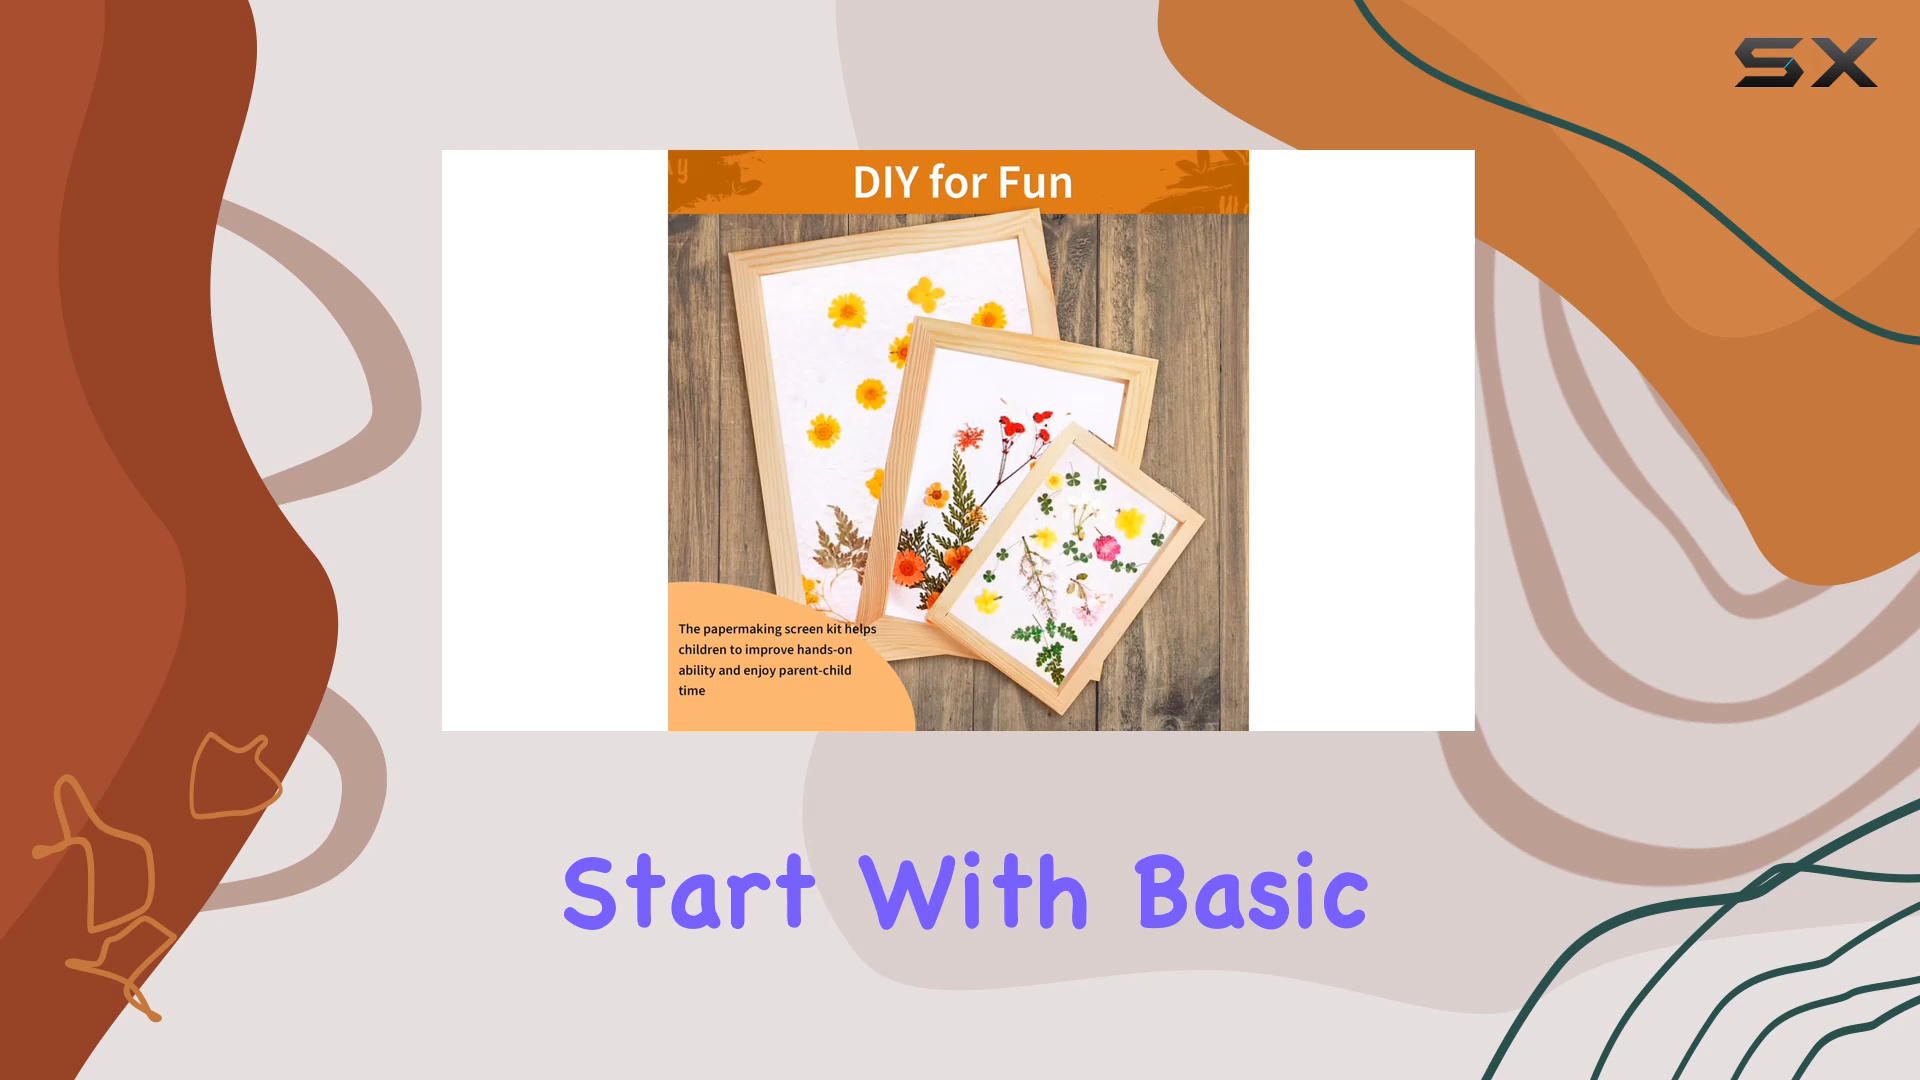 SX
DIY for Fun
The papermaking screen kit helps
children to improve hands-on
ability and enjoy parent-child
time
Start With Basic